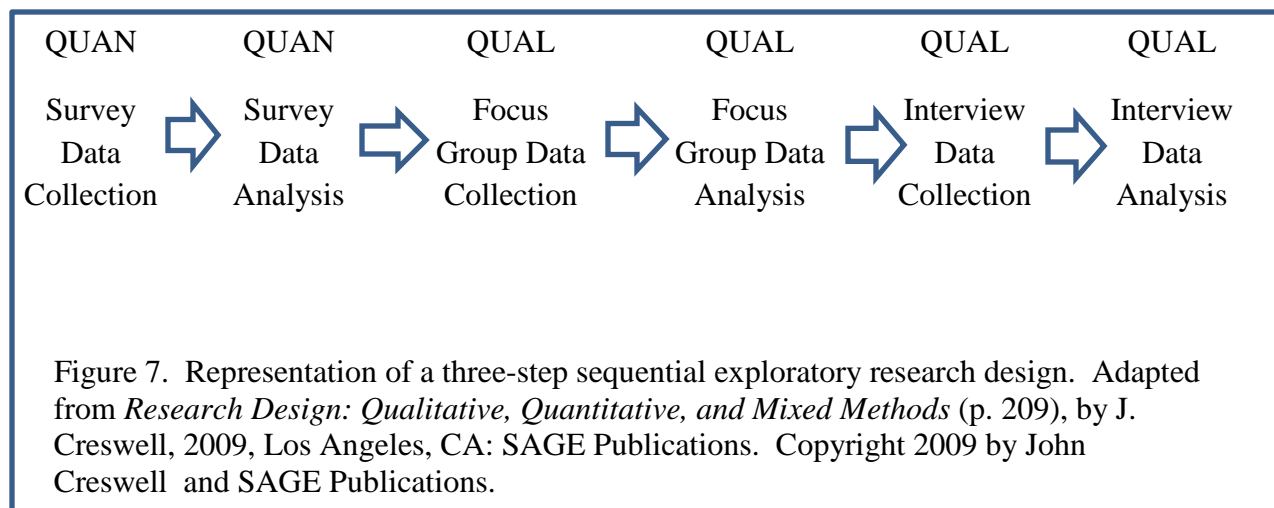 QUAN QUAN QUAL QUAL QUAL QUAL
Survey Survey Focus Focus Interview Interview
Data Data Group Data Group Data Data Data
Collection Analysis Collection Analysis Collection Analysis
Figure 7. Representation of a three-step sequential exploratory research design. Adapted
from Research Design: Qualitative, Quantitative, and Mixed Methods (p. 209), by J.
Creswell, 2009, Los Angeles, CA: SAGE Publications. Copyright 2009 by John
Creswell and SAGE Publications.